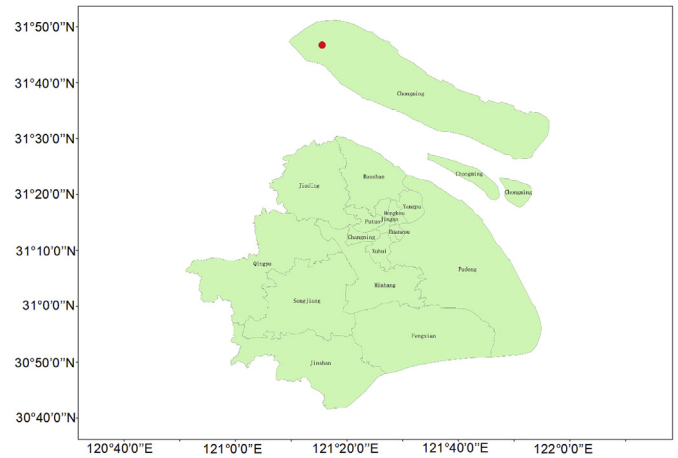 31°50'0''N
31°40'0''N
Chongming
31°30'0''N
Baoshan
Chongming
31°20'0''N
Jiading
Chongming
Yangpu
Hongkou
Jingan
Putuo
Huangpu
Changning
31°10'0''N
Xuhui
Qingpu
Pudong
Minhang
31°0'0''N
Songjiang
Fengxian
30°50'0''N
Jinshan
30°40'0''N
120°40'0''E
121°0'0''E
121°20'0''E
121°40'0''E
122°0'0''E